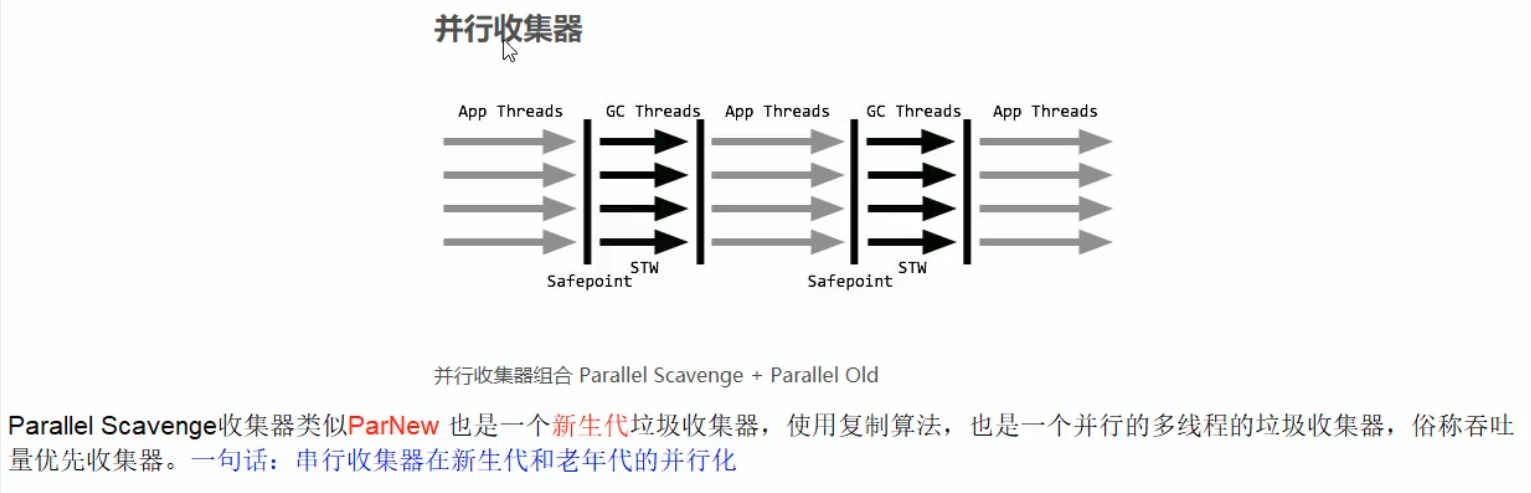 并行收集器
App Threads GC Threads App Threads GC Threads App Threads
STW STW
Safepoint Safepoint
并行收集器组合 Parallel Scavenge + Parallel Old
Parallel Scavenge收集器类似ParNew 也是一个新生代垃圾收集器，使用复制算法，也是一个并行的多线程的垃圾收集器，俗称吞吐
量优先收集器。一句话：串行收集器在新生代和老年代的并行化